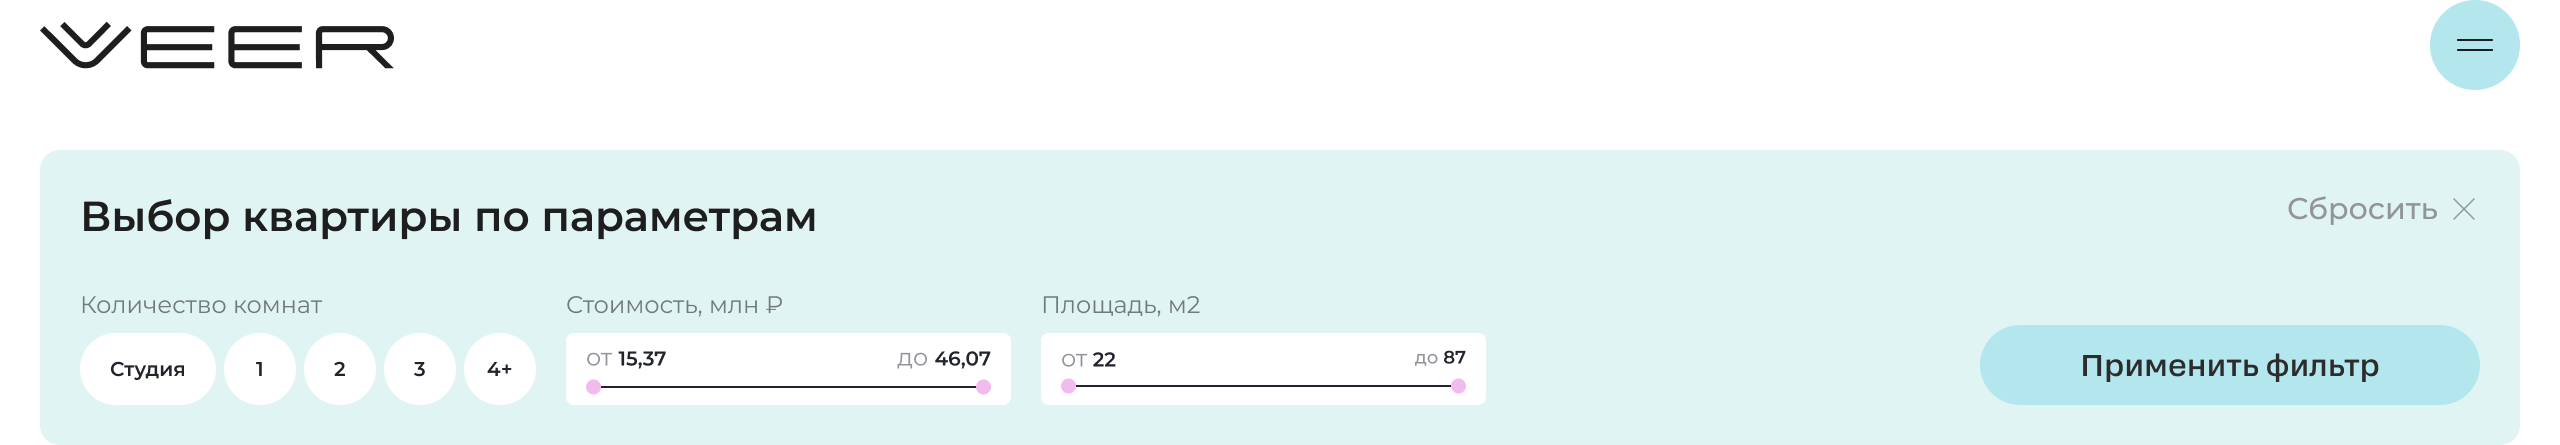 VEER
Выбор квартиры по параметрам
Сбросить
Количество комнат
Студия 1 2 3 4+
Стоимость, млн ₽
от 15,37 до 46,07
Площадь, м2
от 22 до 87
Применить фильтр